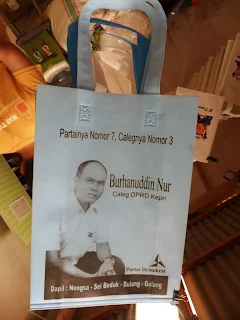 Partainya Nomor 7, Calegnya Nomor 3
Burhanuddin Nur
Caleg DPRD Kepri
Partai Demokrat
Dapil : Nongsa - Sei Beduk - Bulang - Galang